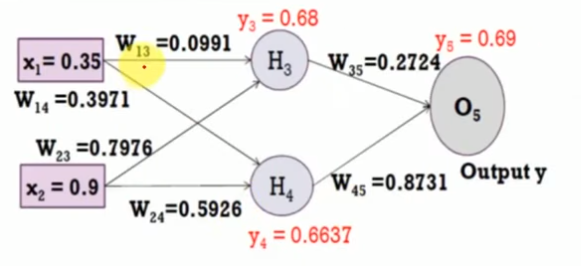 y₃ = 0.68
W₁₃ =0.0991
y₅ = 0.69
x₁= 0.35
H₃
W₃₅=0.2724
W₁₄ =0.3971
O₅
W₂₃ =0.7976
Output y
x₂ = 0.9
H₄
W₄₅ =0.8731
W₂₄=0.5926
y₄ = 0.6637